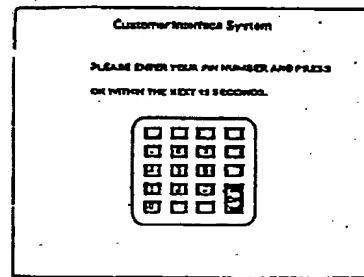 Customer Interface System
PLEASE ENTER YOUR PIN NUMBER AND PRESS
OK WITHIN THE NEXT 15 SECONDS.